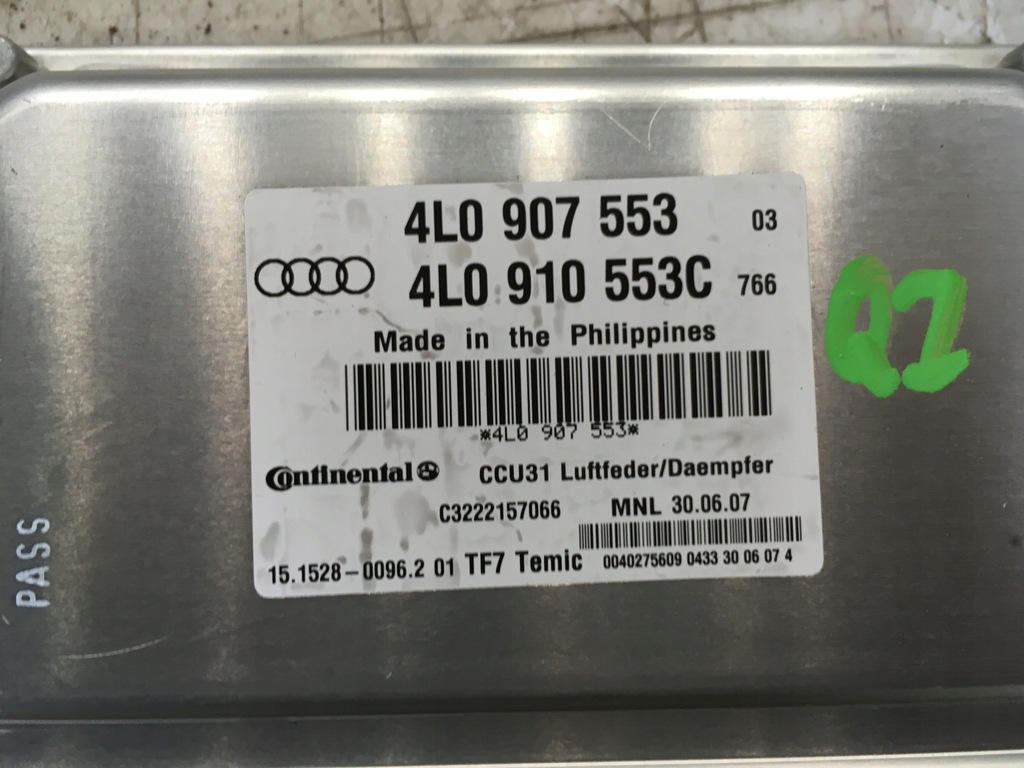 4L0 907 553 03
4L0 910 553C 766
Made in the Philippines
*4L0 907 553*
Continental CCU31 Luftfeder/Daempfer
C3222157066 MNL 30.06.07
15.1528-0096.2 01 TF7 Temic 0040275609 0433 30 06 07 4
PASS